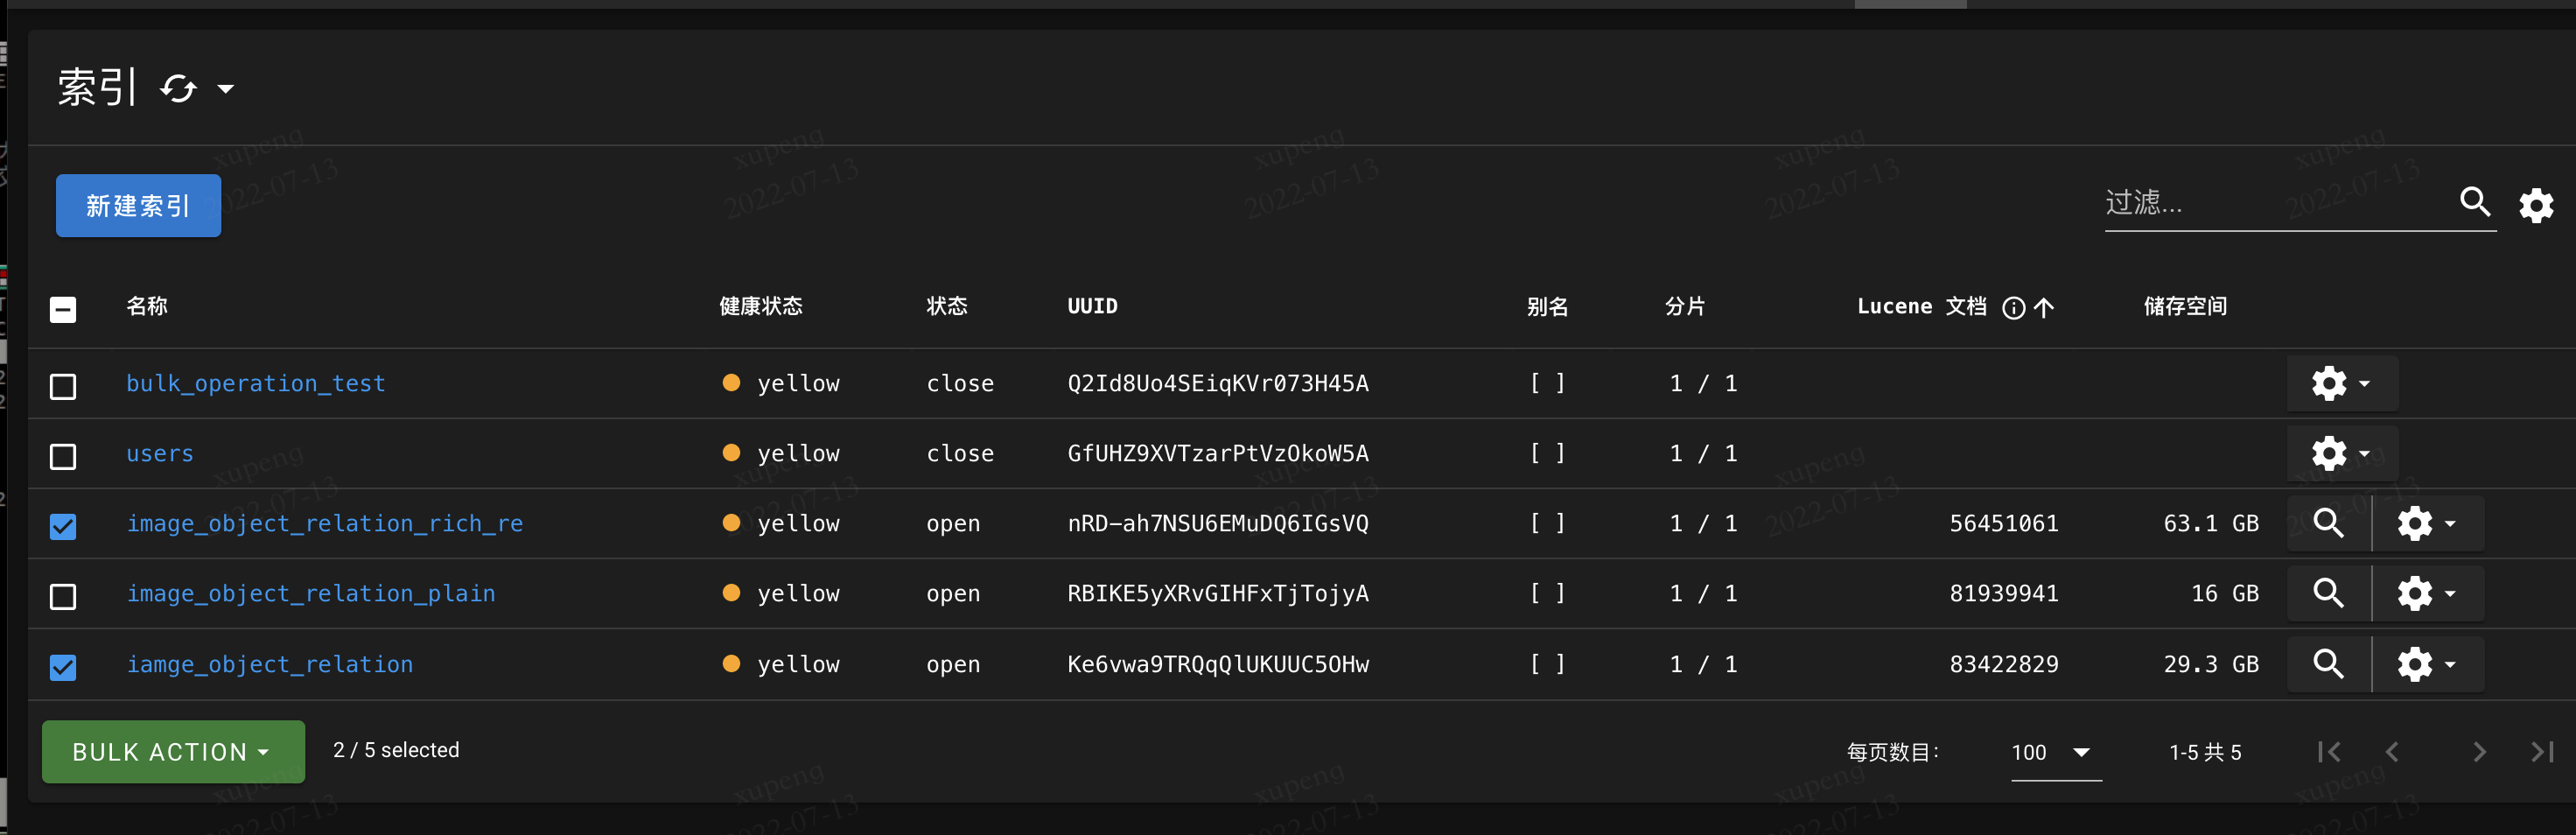 索引
新建索引
过滤...
名称 健康状态 状态 UUID 别名 分片 Lucene 文档 储存空间
bulk_operation_test yellow close Q2Id8Uo4SEiqKVr073H45A [ ] 1 / 1
users yellow close GfUHZ9XVTzarPtVzOkoW5A [ ] 1 / 1
image_object_relation_rich_re yellow open nRD-ah7NSU6EMuDQ6IGsVQ [ ] 1 / 1 56451061 63.1 GB
image_object_relation_plain yellow open RBIKE5yXRvGIHFxTjTojyA [ ] 1 / 1 81939941 16 GB
iamge_object_relation yellow open Ke6vwa9TRQqQlUKUUC5OHw [ ] 1 / 1 83422829 29.3 GB
BULK ACTION 2 / 5 selected 每页数目: 100 1-5 共 5
xupeng
2022-07-13